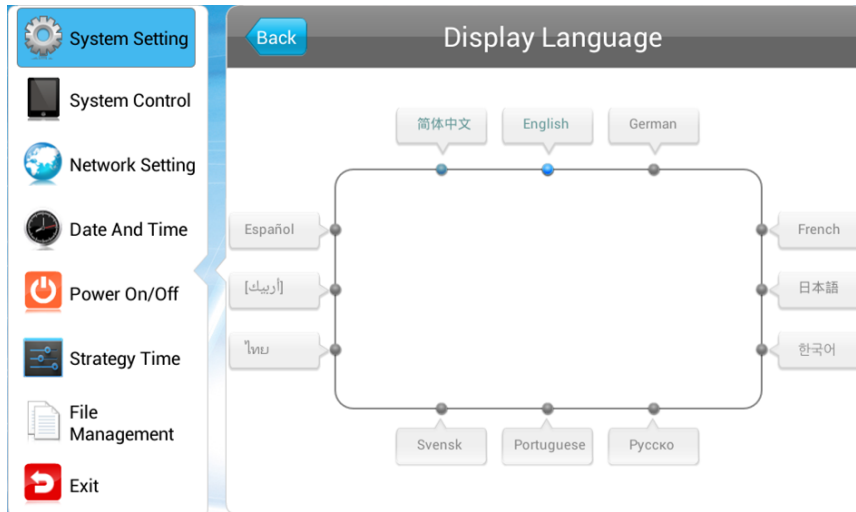 System Setting
System Control
Network Setting
Date And Time
Power On/Off
Strategy Time
File
Management
Exit
Back
Display Language
简体中文
English
German
Español
French
[أربيك]
日本語
ไทย
한국어
Svensk
Portuguese
Русско